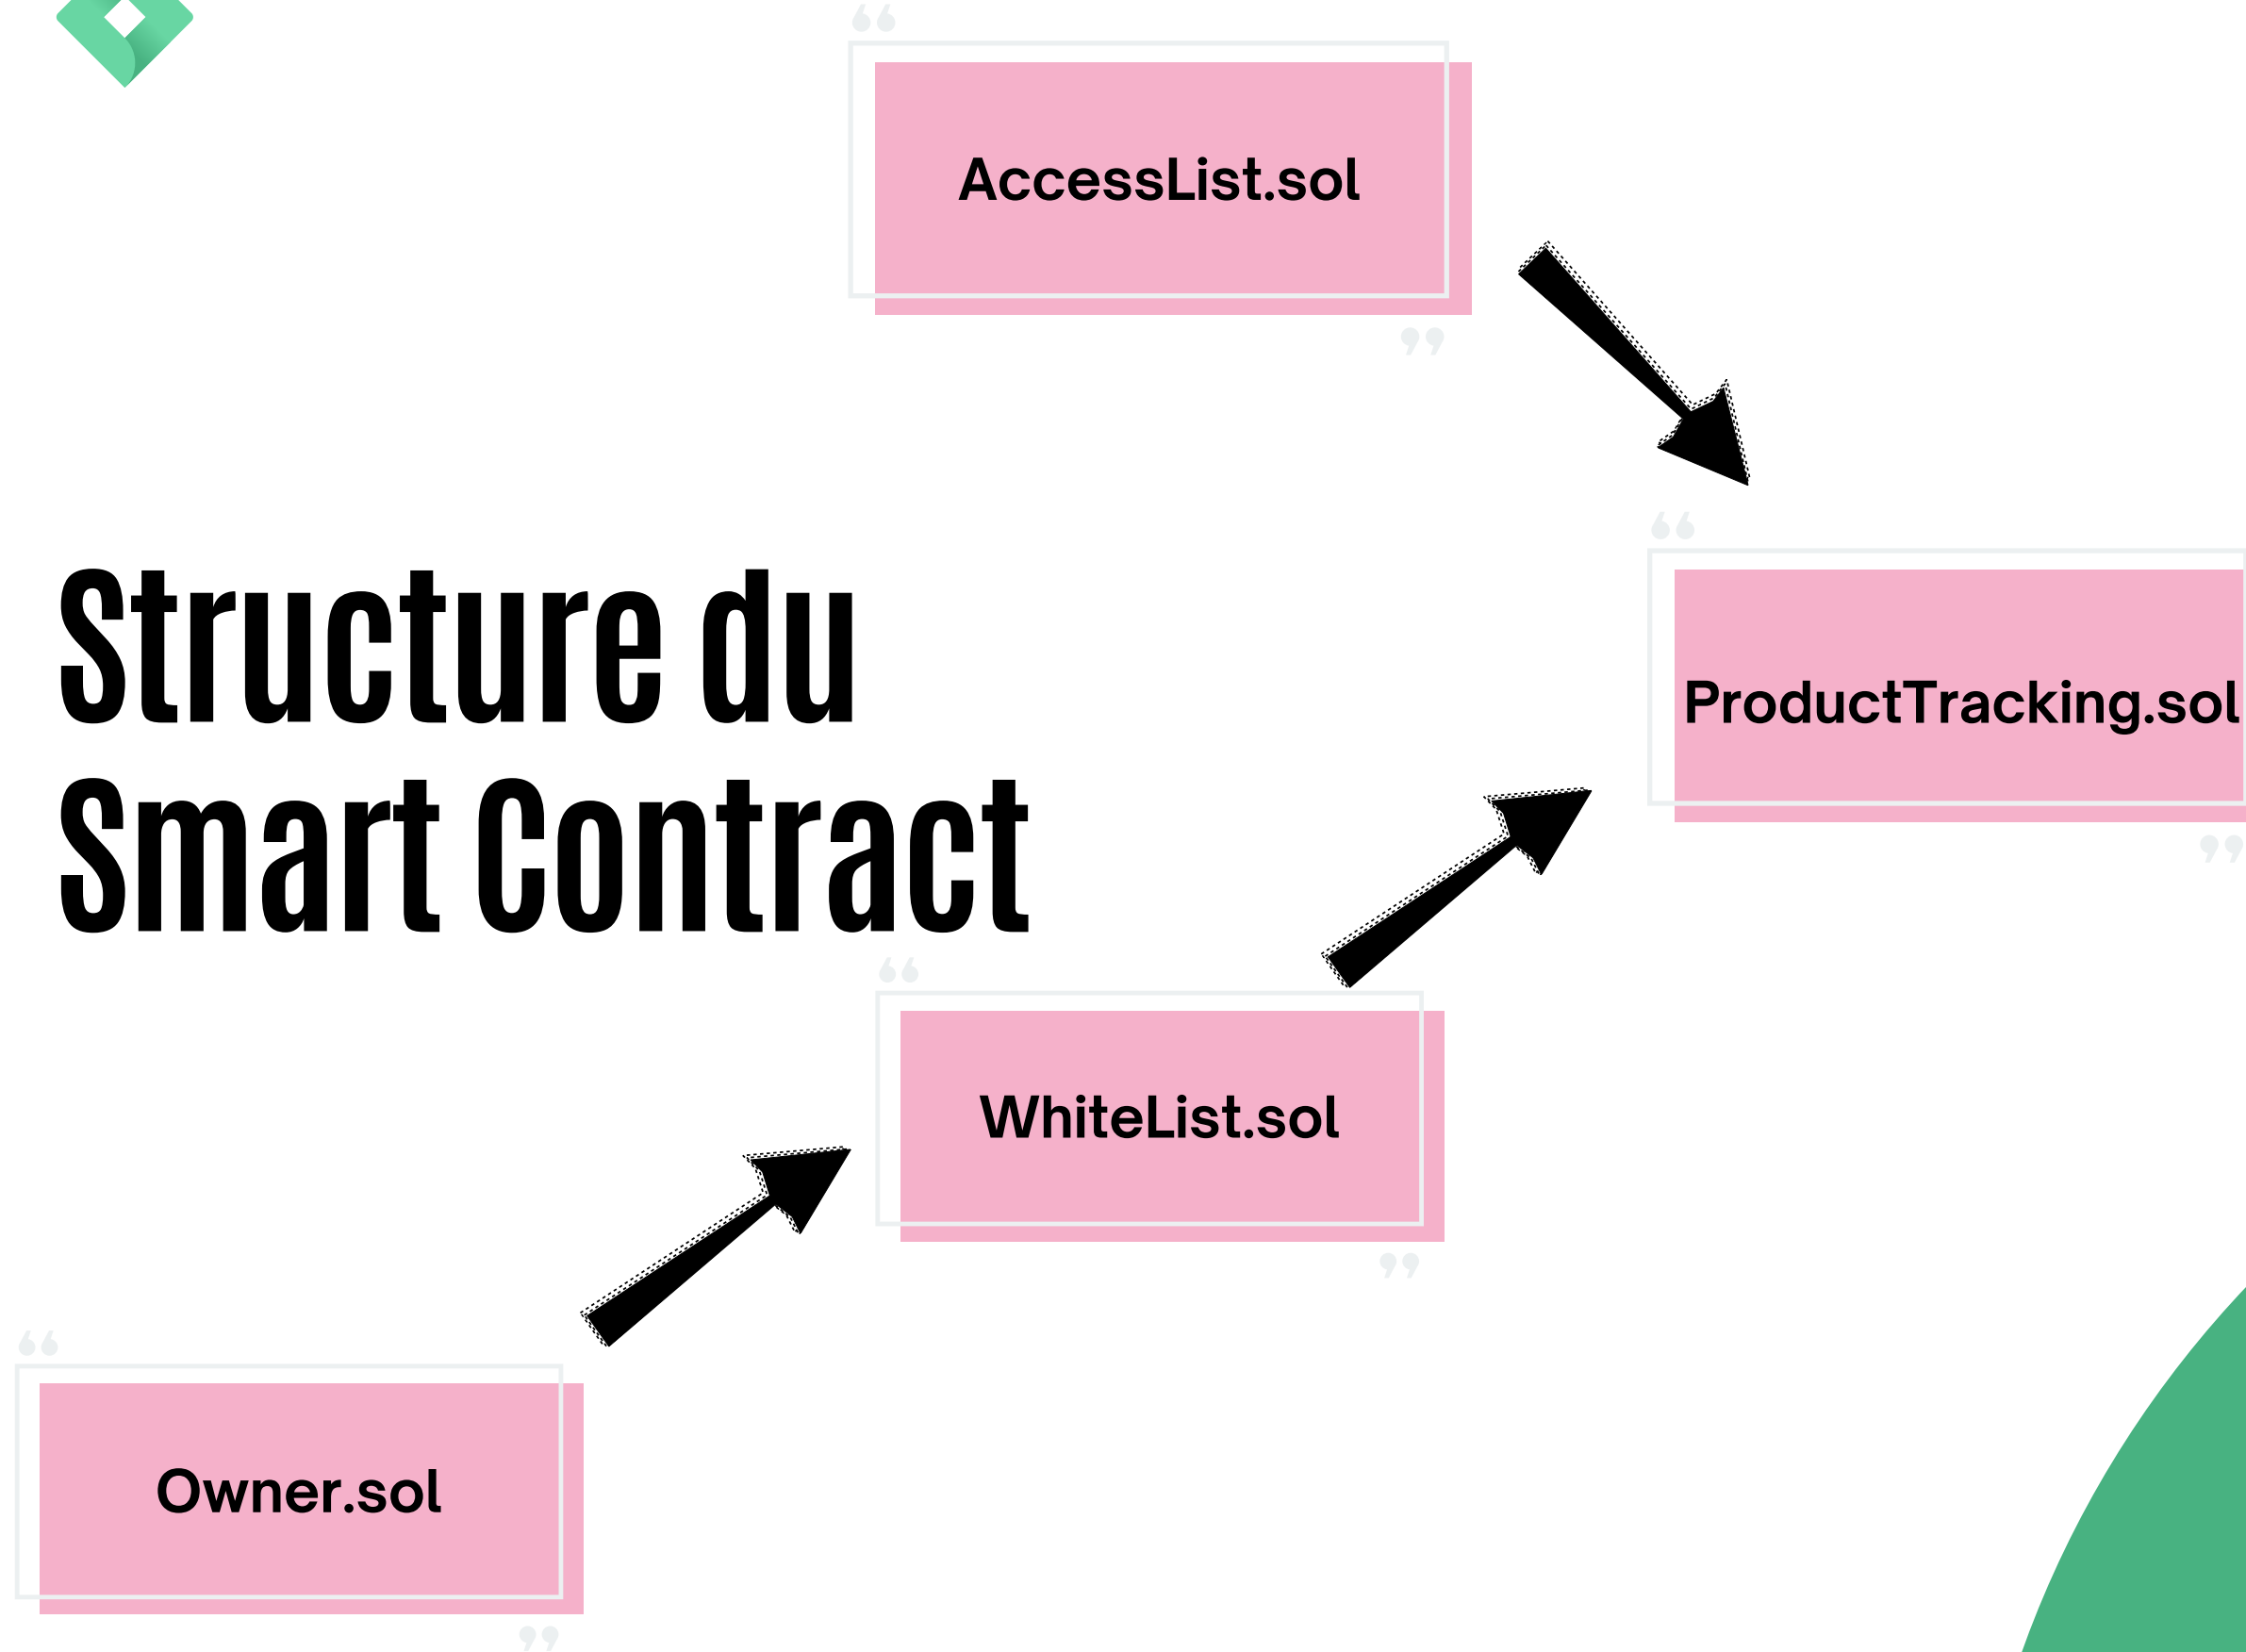 AccessList.sol
Structure du
Smart Contract
ProductTracking.sol
WhiteList.sol
Owner.sol